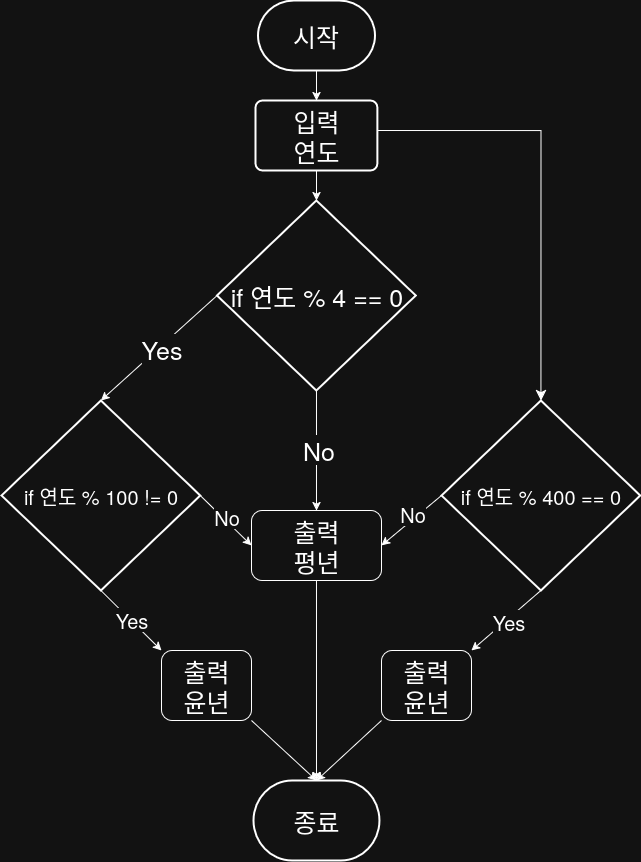 시작
입력
연도
if 연도 % 4 == 0
Yes
No
if 연도 % 100 != 0
if 연도 % 400 == 0
No
No
출력
평년
Yes
Yes
출력
윤년
출력
윤년
종료